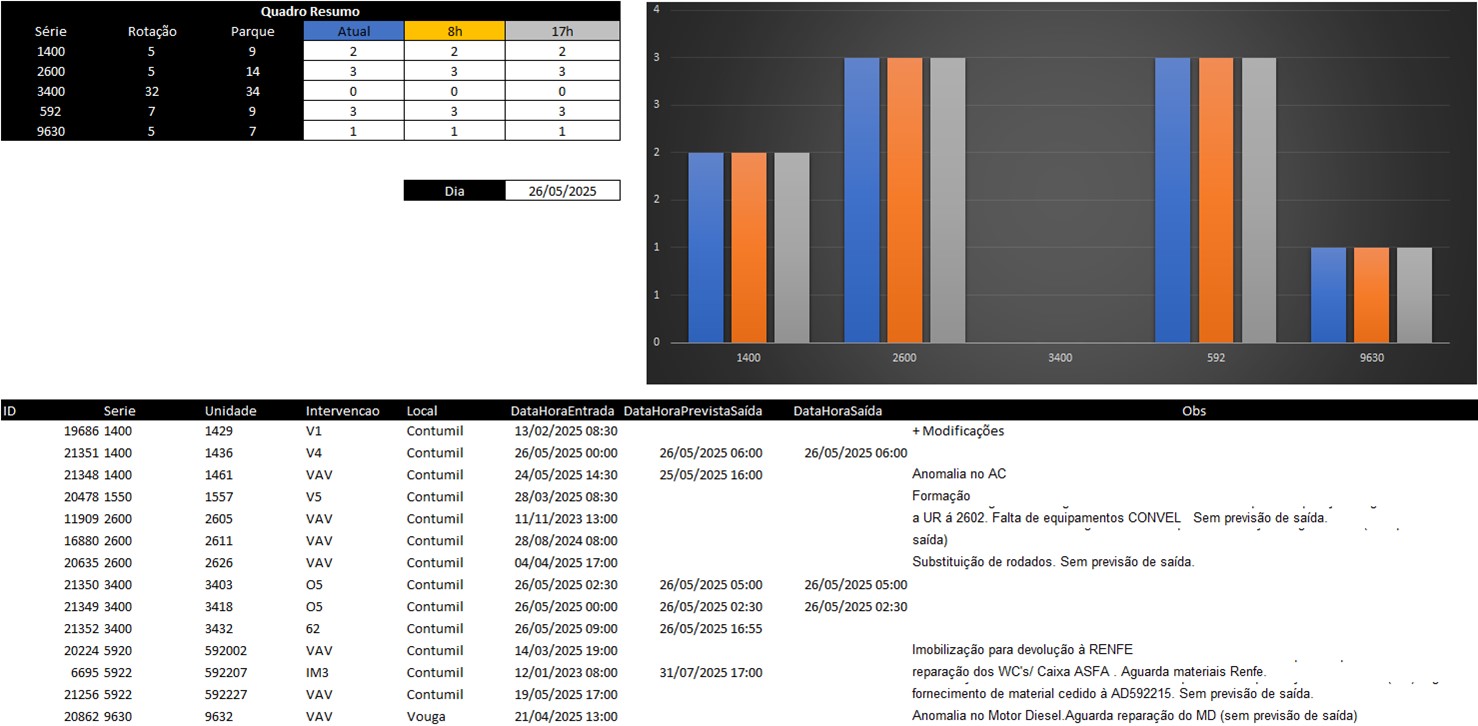 Quadro Resumo
Série Rotação Parque Atual 8h 17h
1400 5 9 2 2 2
2600 5 14 3 3 3
3400 32 34 0 0 0
592 7 9 3 3 3
9630 5 7 1 1 1
Dia 26/05/2025
4
3
3
2
2
1
1
0
1400 2600 3400 592 9630
ID Serie Unidade Intervencao Local DataHoraEntrada DataHoraPrevistaSaída DataHoraSaída Obs
19686 1400 1429 V1 Contumil 13/02/2025 08:30 + Modificações
21351 1400 1436 V4 Contumil 26/05/2025 00:00 26/05/2025 06:00 26/05/2025 06:00
21348 1400 1461 VAV Contumil 24/05/2025 14:30 25/05/2025 16:00 Anomalia no AC
20478 1550 1557 V5 Contumil 28/03/2025 08:30 Formação
11909 2600 2605 VAV Contumil 11/11/2023 13:00 a UR á 2602. Falta de equipamentos CONVEL Sem previsão de saída.
16880 2600 2611 VAV Contumil 28/08/2024 08:00 saída)
20635 2600 2626 VAV Contumil 04/04/2025 17:00 Substituição de rodados. Sem previsão de saída.
21350 3400 3403 O5 Contumil 26/05/2025 02:30 26/05/2025 05:00 26/05/2025 05:00
21349 3400 3418 O5 Contumil 26/05/2025 00:00 26/05/2025 02:30 26/05/2025 02:30
21352 3400 3432 62 Contumil 26/05/2025 09:00 26/05/2025 16:55
20224 5920 592002 VAV Contumil 14/03/2025 19:00 Imobilização para devolução à RENFE
6695 5922 592207 IM3 Contumil 12/01/2023 08:00 31/07/2025 17:00 reparação dos WC's/ Caixa ASFA . Aguarda materiais Renfe.
21256 5922 592227 VAV Contumil 19/05/2025 17:00 fornecimento de material cedido à AD592215. Sem previsão de saída.
20862 9630 9632 VAV Vouga 21/04/2025 13:00 Anomalia no Motor Diesel.Aguarda reparação do MD (sem previsão de saída)